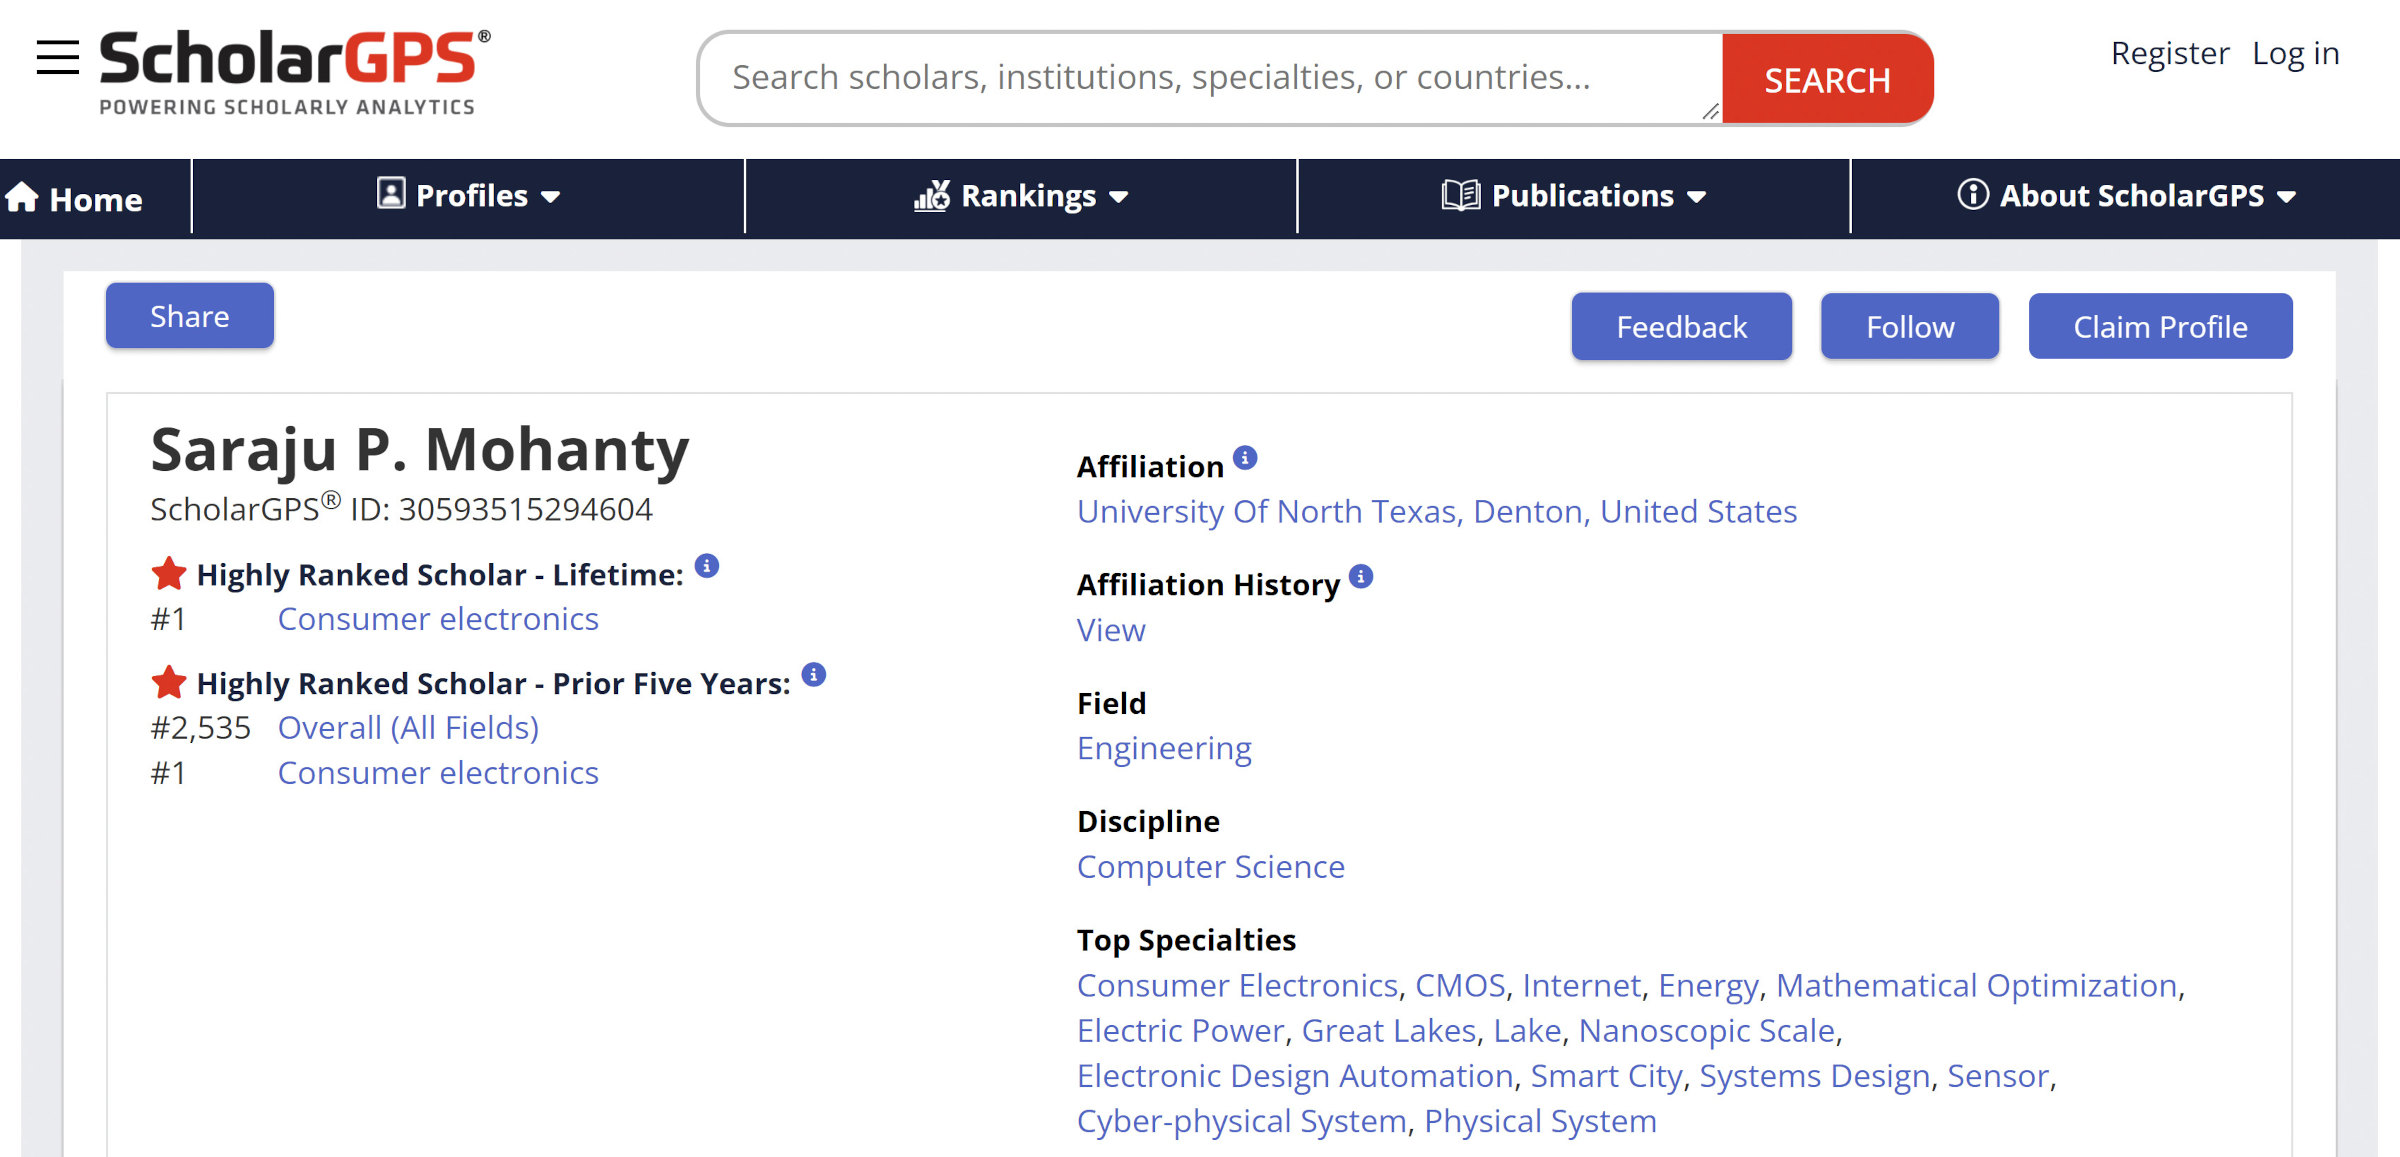 ScholarGPS®
POWERING SCHOLARLY ANALYTICS
Search scholars, institutions, specialties, or countries...
SEARCH
Register Log in
Home
Profiles
Rankings
Publications
About ScholarGPS
Share
Feedback
Follow
Claim Profile
Saraju P. Mohanty
ScholarGPS® ID: 30593515294604
Highly Ranked Scholar - Lifetime:
#1 Consumer electronics
Highly Ranked Scholar - Prior Five Years:
#2,535 Overall (All Fields)
#1 Consumer electronics
Affiliation
University Of North Texas, Denton, United States
Affiliation History
View
Field
Engineering
Discipline
Computer Science
Top Specialties
Consumer Electronics, CMOS, Internet, Energy, Mathematical Optimization,
Electric Power, Great Lakes, Lake, Nanoscopic Scale,
Electronic Design Automation, Smart City, Systems Design, Sensor,
Cyber-physical System, Physical System